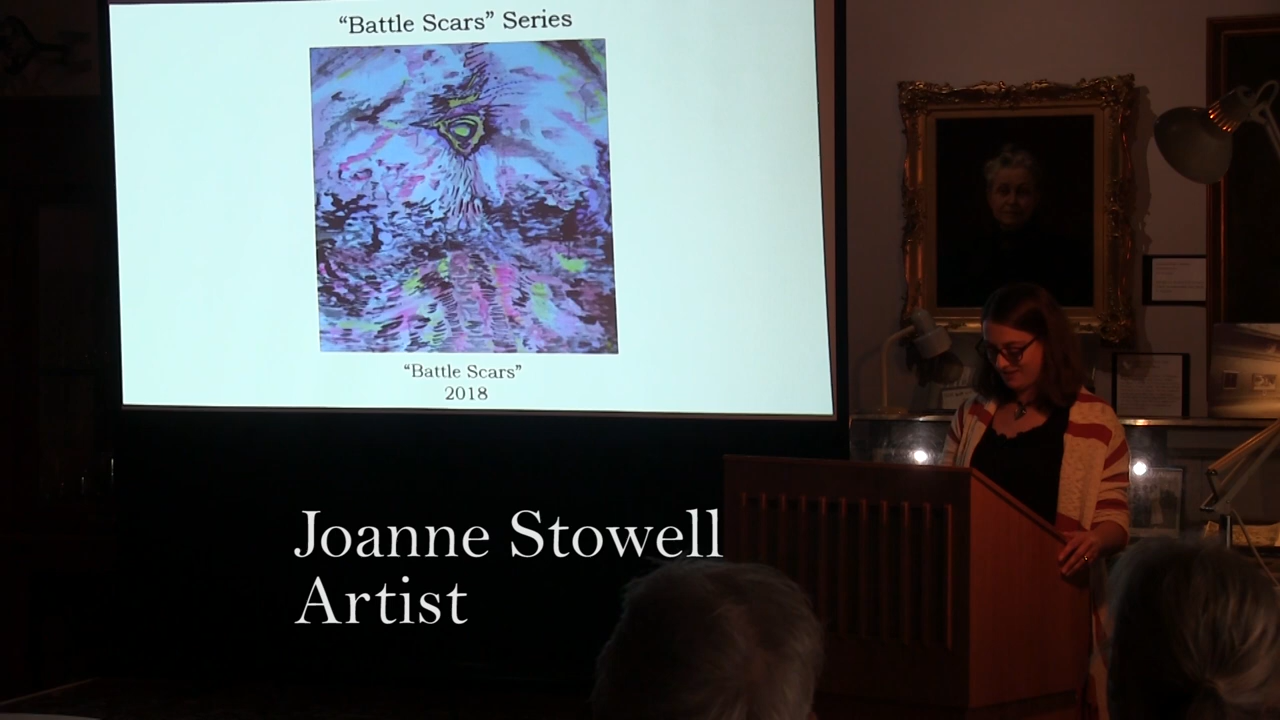 “Battle Scars” Series
“Battle Scars”
2018
Joanne Stowell
Artist